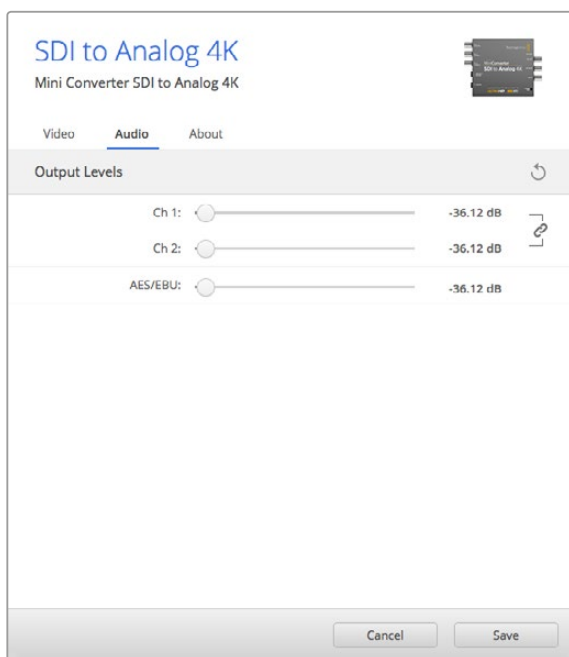 SDI to Analog 4K
Mini Converter SDI to Analog 4K
Video Audio About
Output Levels
Ch 1: -36.12 dB
Ch 2: -36.12 dB
AES/EBU: -36.12 dB
Cancel Save